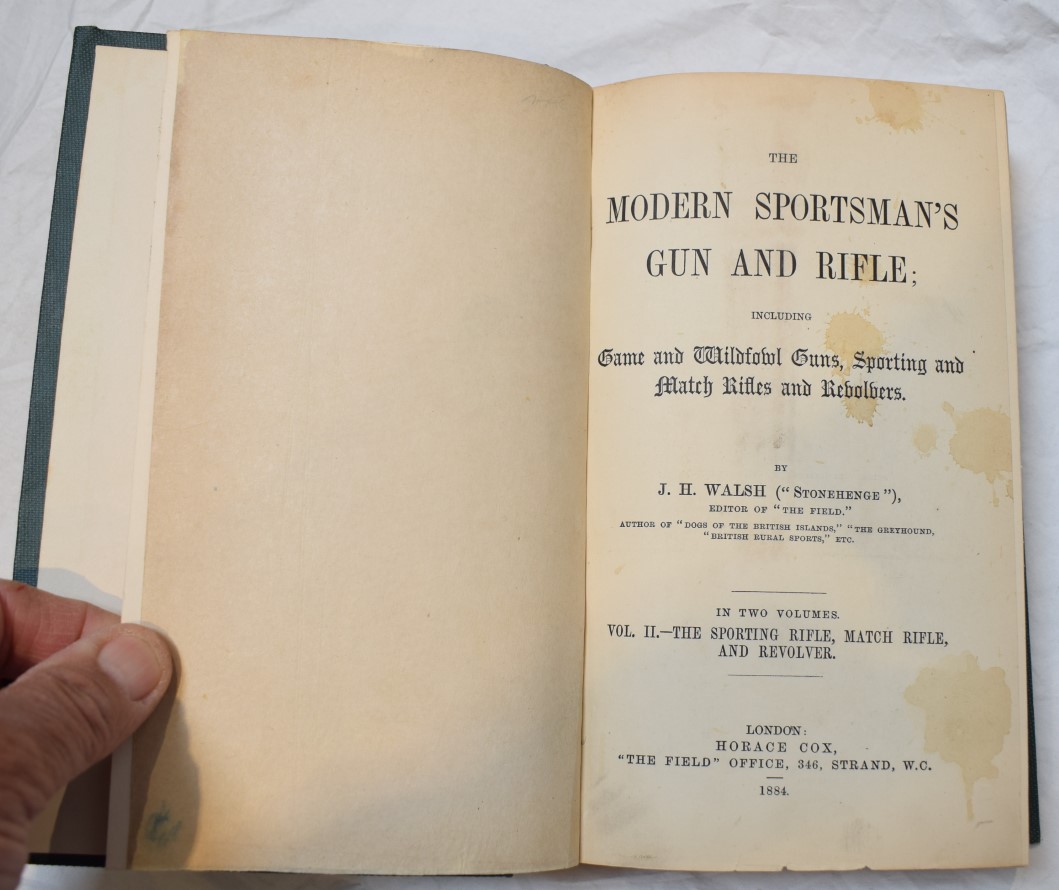 THE
MODERN SPORTSMAN'S
GUN AND RIFLE;
INCLUDING
Game and Wildfowl Guns, Sporting and
Match Rifles and Revolvers.
BY
J. H. WALSH ("STONEHENGE"),
EDITOR OF "THE FIELD."
AUTHOR OF "DOGS OF THE BRITISH ISLANDS," "THE GREYHOUND,
"BRITISH RURAL SPORTS," ETC.
IN TWO VOLUMES.
VOL. II.—THE SPORTING RIFLE, MATCH RIFLE,
AND REVOLVER.
LONDON:
HORACE COX,
"THE FIELD" OFFICE, 346, STRAND, W.C.
1884.